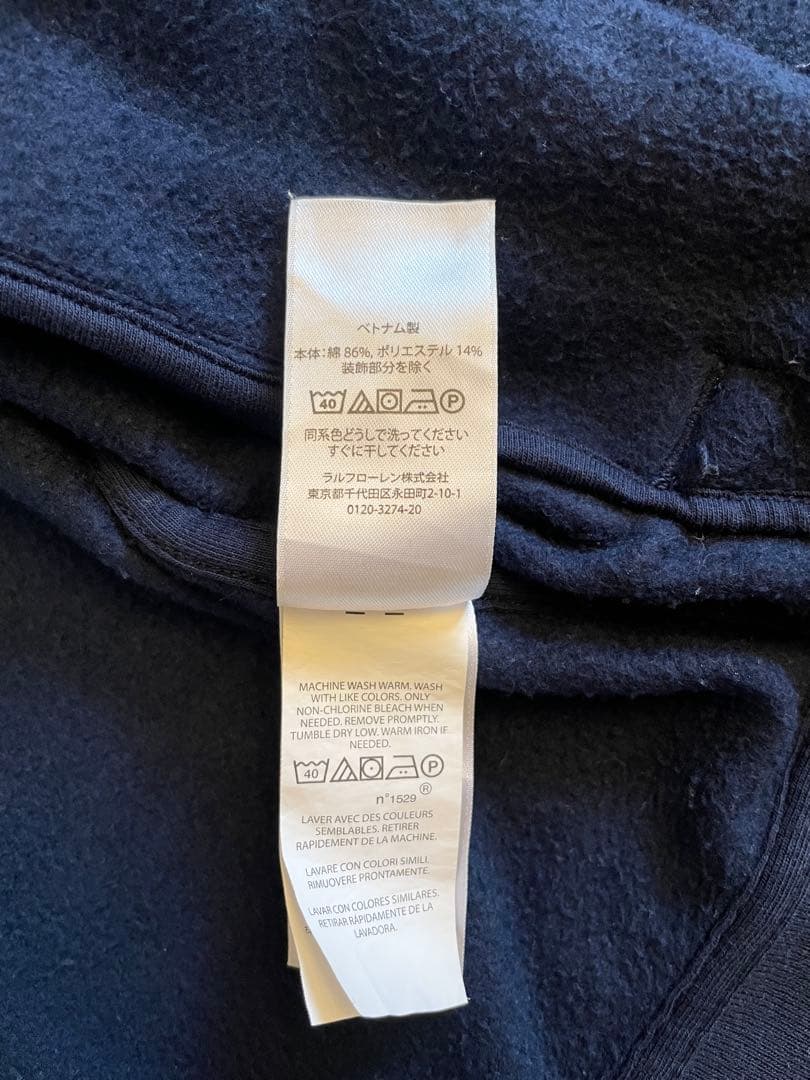 ベトナム製
本体：綿 86%, ポリエステル 14%
装飾部分を除く
40 P
同系色どうしで洗ってください
すぐに干してください
ラルフローレン株式会社
東京都千代田区永田町2-10-1
0120-3274-20
MACHINE WASH WARM. WASH
WITH LIKE COLORS. ONLY
NON-CHLORINE BLEACH WHEN
NEEDED. REMOVE PROMPTLY.
TUMBLE DRY LOW. WARM IRON IF
NEEDED.
40 P
n°1529 ®
LAVER AVEC DES COULEURS
SEMBLABLES. RETIRER
RAPIDEMENT DE LA MACHINE.
LAVARE CON COLORI SIMILI.
RIMUOVERE PRONTAMENTE.
LAVAR CON COLORES SIMILARES.
RETIRAR RÁPIDAMENTE DE LA
LAVADORA.